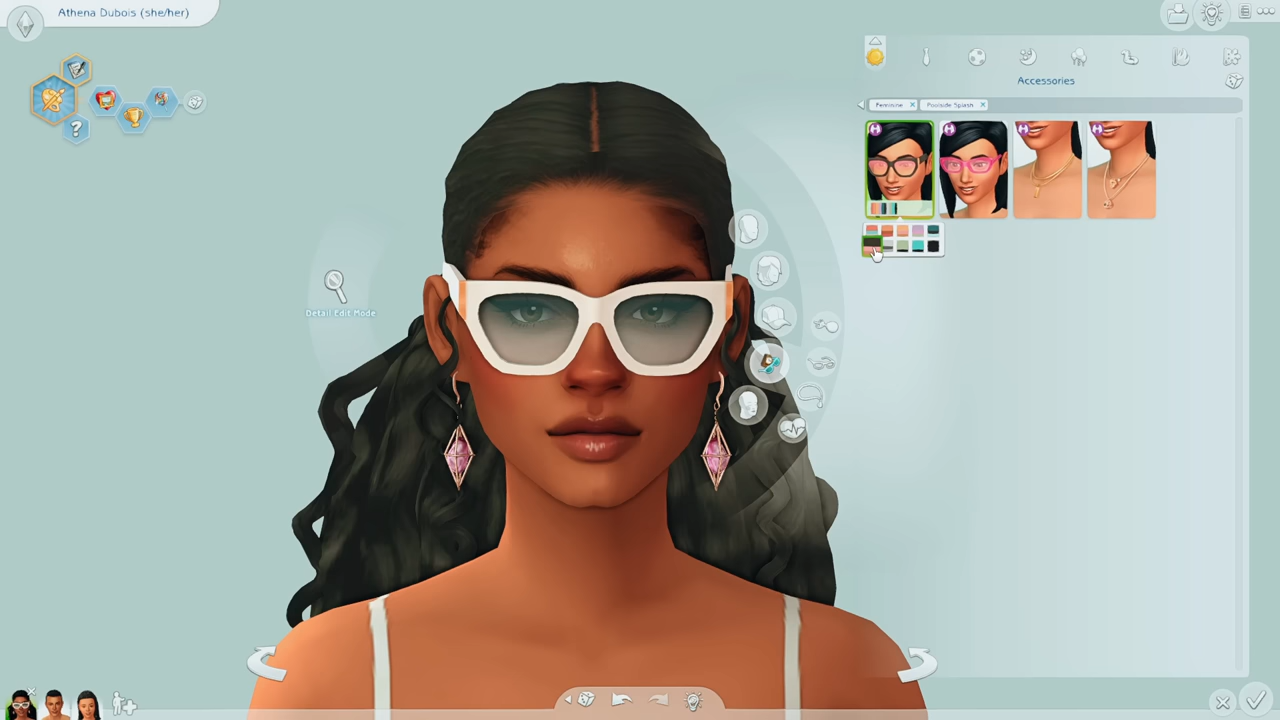 Athena Dubois (she/her)
Accessories
Feminine
Poolside Splash
Detail Edit Mode